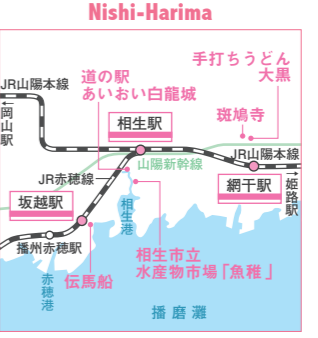 Nishi-Harima
手打ちうどん
大黒
道の駅
あいおい白龍城
JR山陽本線
←岡山駅
相生駅
斑鳩寺
JR山陽本線
山陽新幹線
網干駅
→姫路駅
JR赤穂線
坂越駅
相生港
播州赤穂駅
伝馬船
相生市立
水産物市場「魚稚」
赤穂港
播磨灘